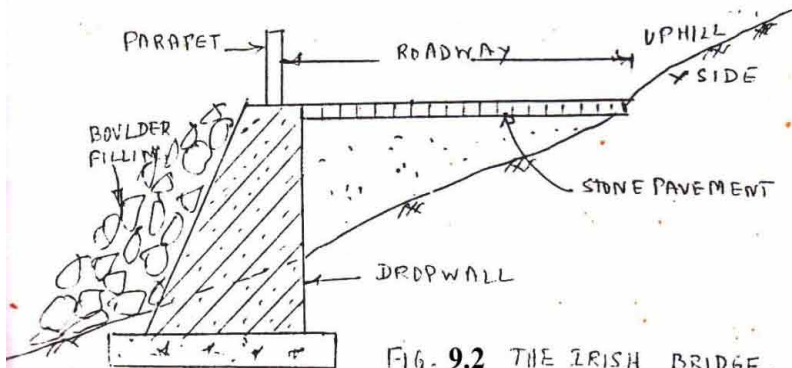 PARAPET
ROADWAY
UPHILL
SIDE
BOULDER
FILLING
STONE PAVEMENT
DROPWALL
FIG. 9.2 THE IRISH BRIDGE